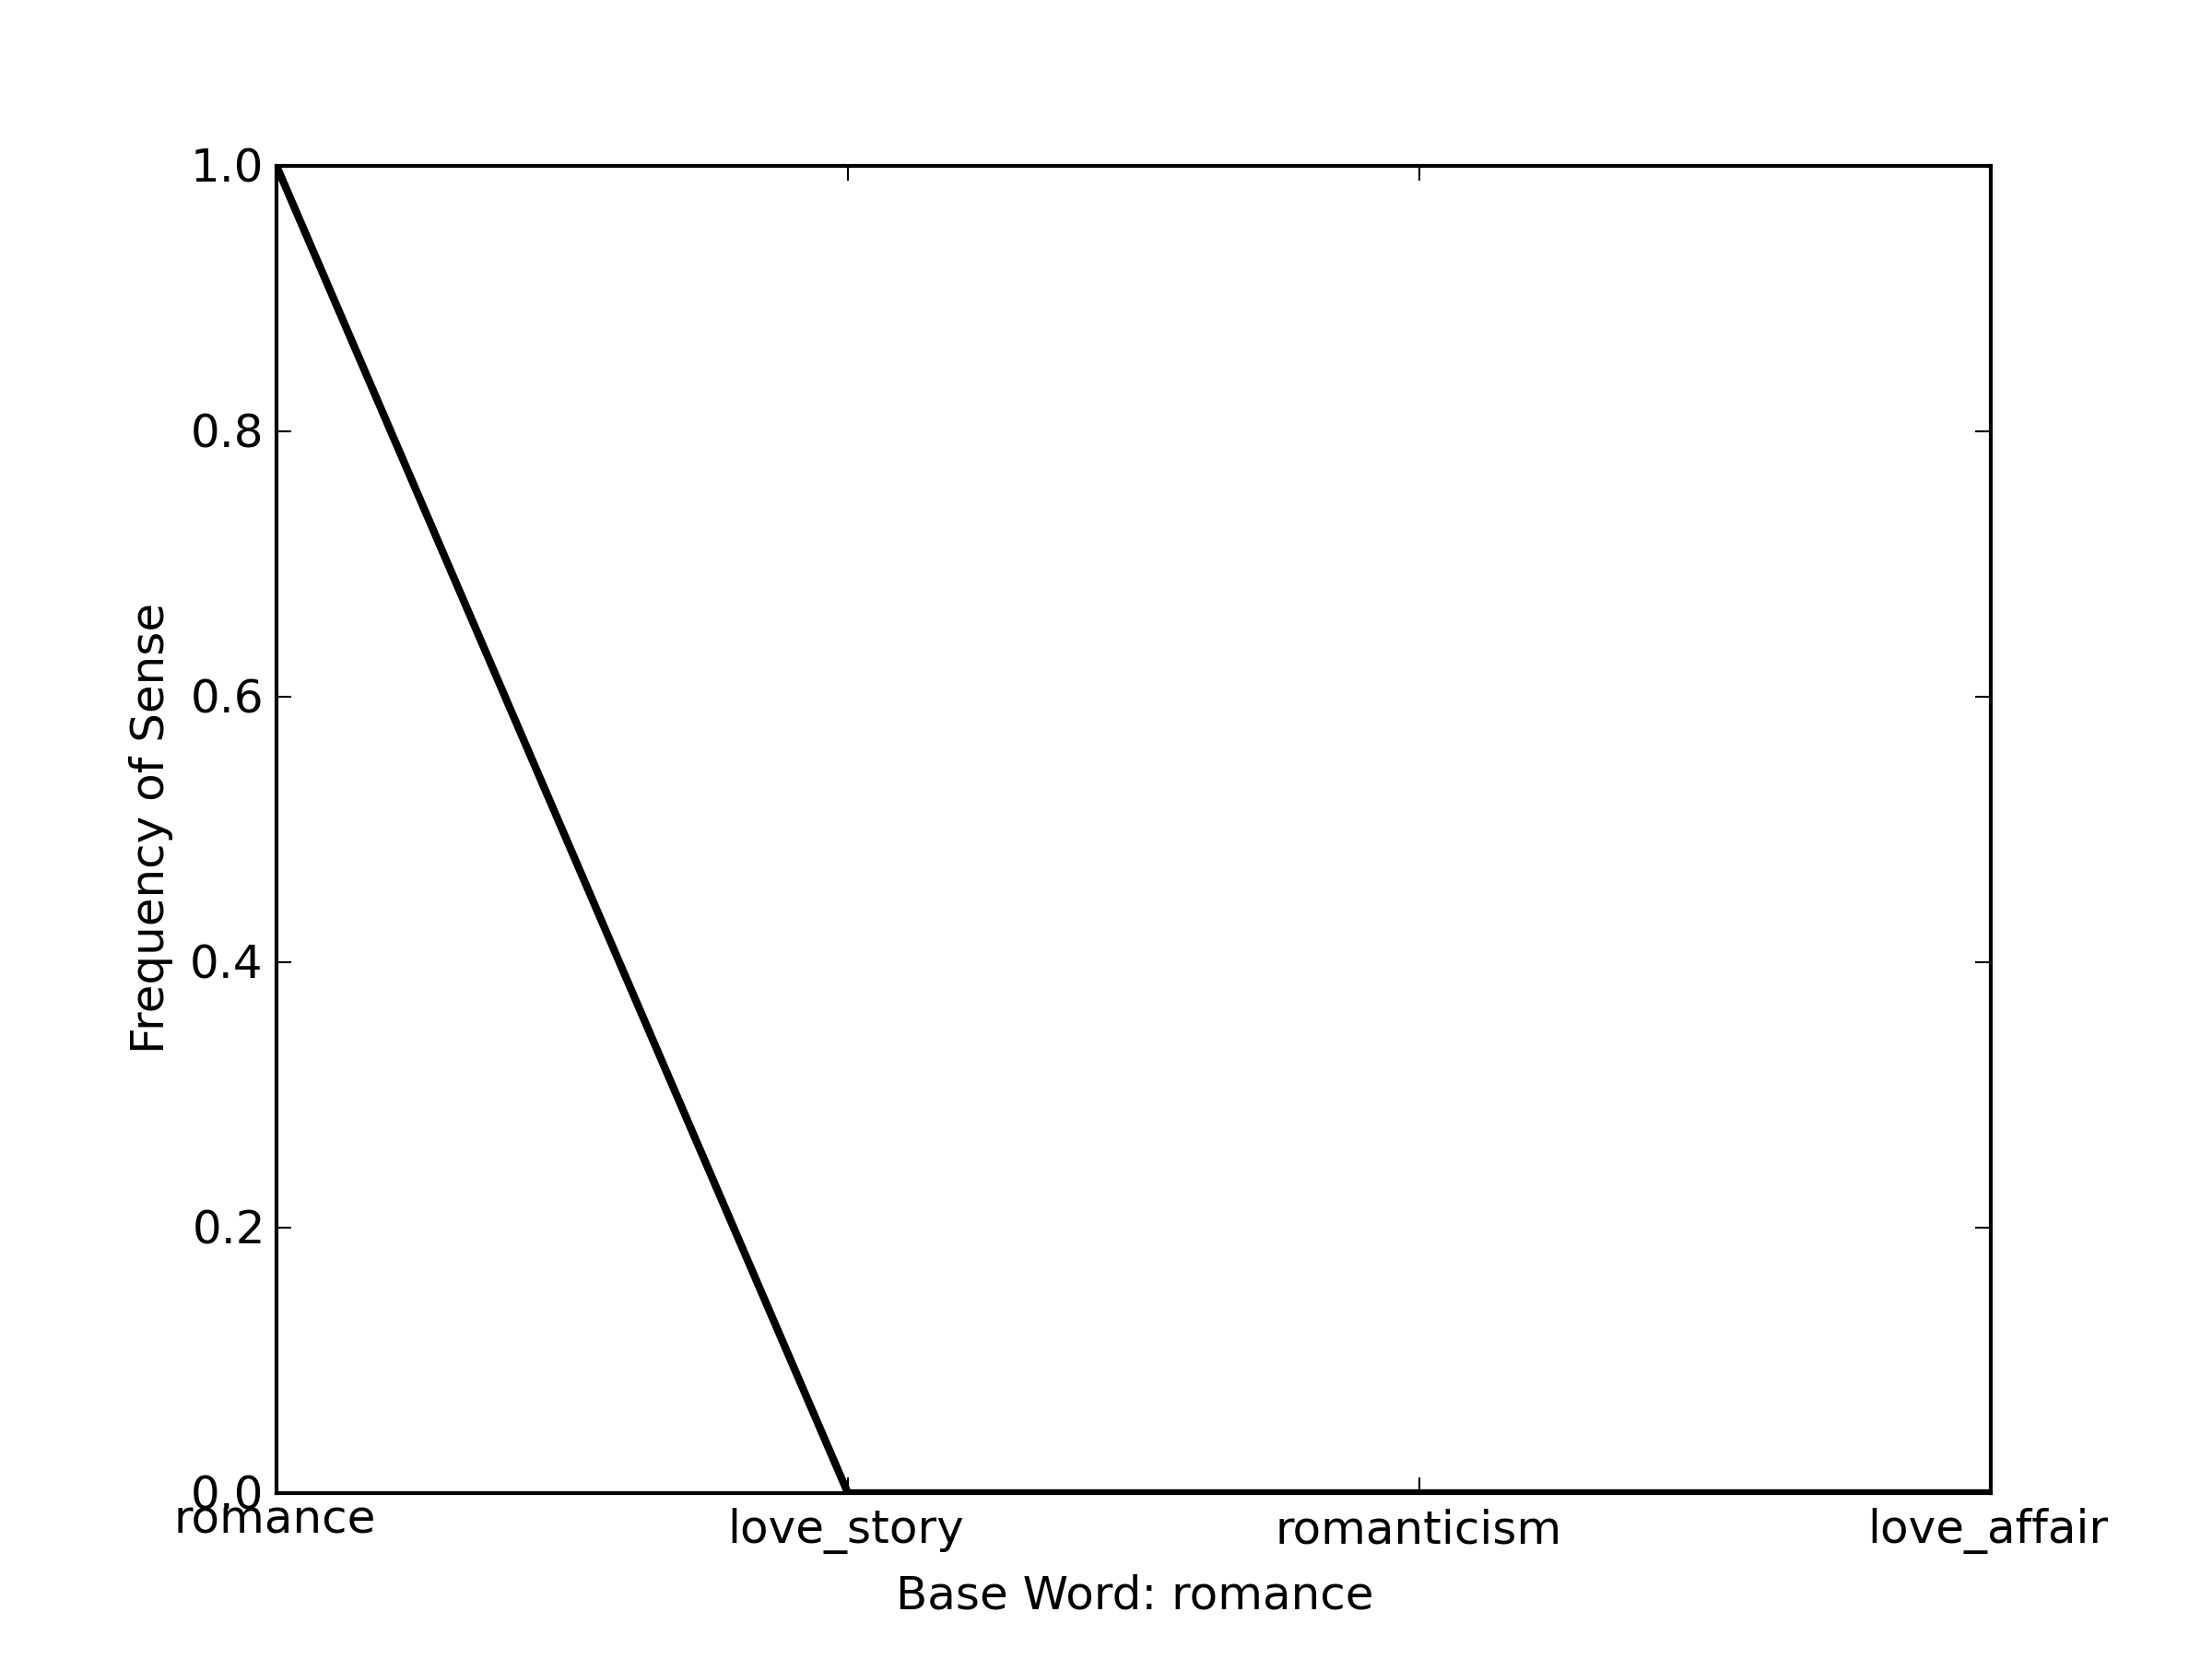 1.0
0.8
0.6
0.4
0.2
0.0
Frequency of Sense
romance
love_story
romanticism
love_affair
Base Word: romance